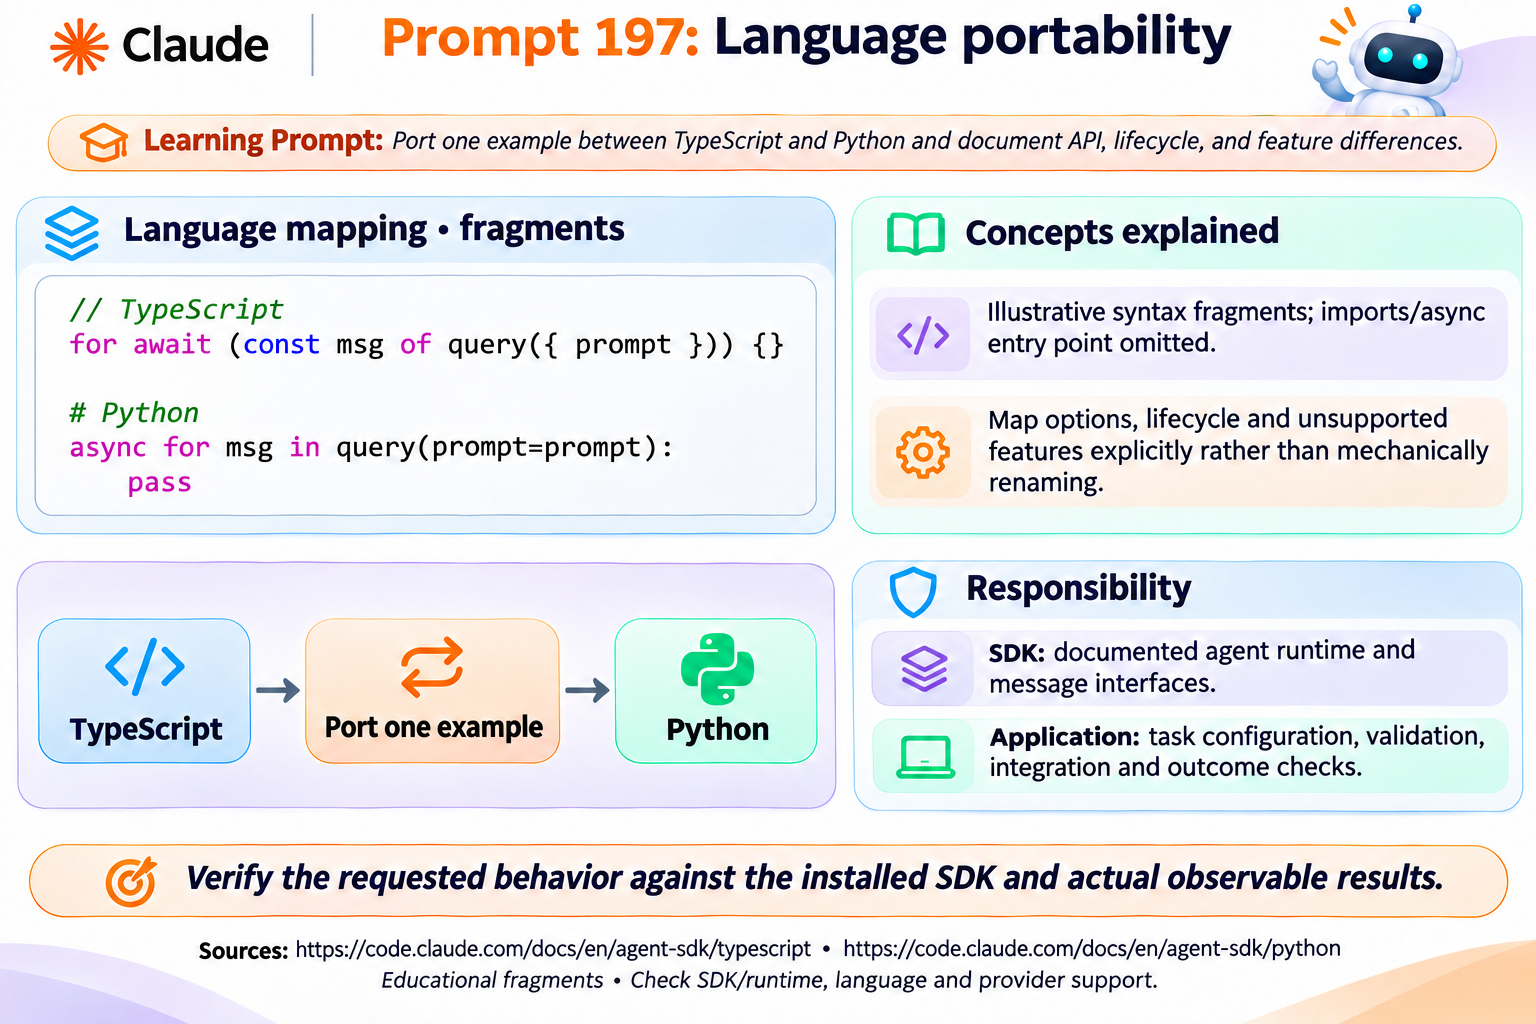 Claude
Prompt 197: Language portability
Learning Prompt: Port one example between TypeScript and Python and document API, lifecycle, and feature differences.
Language mapping • fragments
// TypeScript
for await (const msg of query({ prompt })) {}
# Python
async for msg in query(prompt=prompt):
pass
Concepts explained
Illustrative syntax fragments; imports/async
entry point omitted.
Map options, lifecycle and unsupported
features explicitly rather than mechanically
renaming.
TypeScript
Port one example
Python
Responsibility
SDK: documented agent runtime and
message interfaces.
Application: task configuration, validation,
integration and outcome checks.
Verify the requested behavior against the installed SDK and actual observable results.
Sources: https://code.claude.com/docs/en/agent-sdk/typescript • https://code.claude.com/docs/en/agent-sdk/python
Educational fragments • Check SDK/runtime, language and provider support.